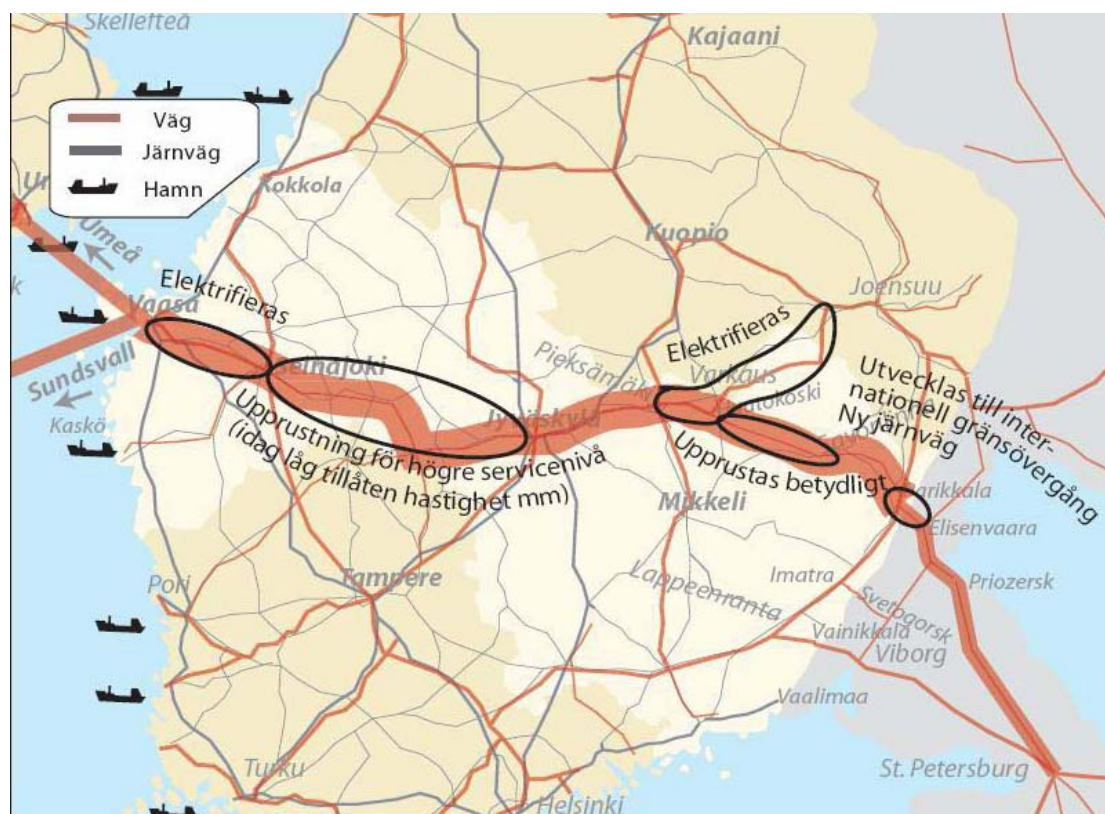 Skellefteå
Kajaani
Väg
Järnväg
Hamn
Kokkola
Umeå
Kuopio
Joensuu
Vaasa
Elektrifieras
Sundsvall
Kaskö
Seinäjoki
Upprustning för högre servicenivå
(idag låg tillåten hastighet mm)
Jyväskylä
Pieksämäki
Elektrifieras
Varkaus
Upprustas betydligt
Utvecklas till inter-
nationell gränsövergång
Ny järnväg
Parikkala
Elisenvaara
Mikkeli
Priozersk
Pori
Tampere
Lappeenranta
Imatra
Svetogorsk
Vainikkala
Viborg
Vaalimaa
Turku
Helsinki
St. Petersburg